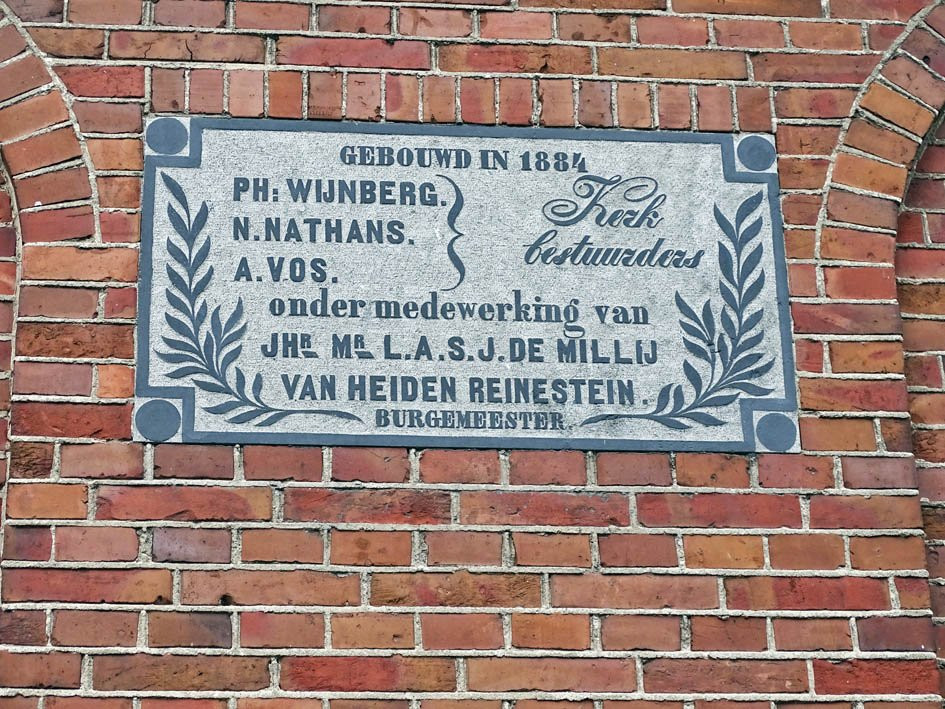 GEBOUWD IN 1884
PH: WIJNBERG.
N. NATHANS.
A. VOS.
Kerk
bestuurders
onder medewerking van
JHR MR L.A.S.J. DE MILLIJ
VAN HEIDEN REINESTEIN.
BURGEMEESTER.